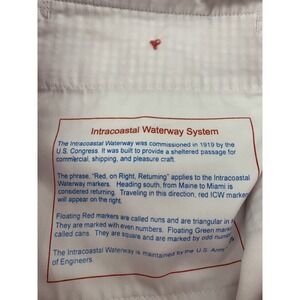 Intracoastal Waterway System
The Intracoastal Waterway was commissioned in 1919 by the
U.S. Congress. It was built to provide a sheltered passage for
commercial, shipping, and pleasure craft.
The phrase, "Red, on Right, Returning" applies to the Intracoastal
Waterway markers. Heading south, from Maine to Miami is
considered returning. Traveling in this direction, red ICW markers
will appear on the right.
Floating Red markers are called nuns and are triangular in
They are marked with even numbers. Floating Green
called cans. They are square and are marked by odd
The Intracoastal Waterway is maintained by the U.S. Army
of Engineers.